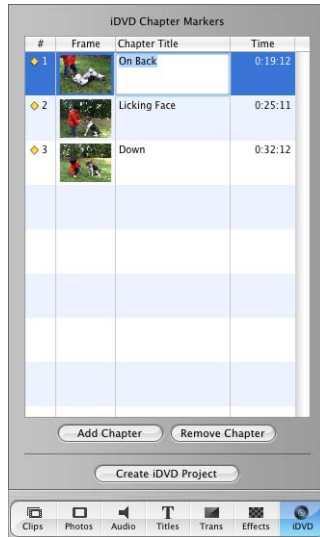 iDVD Chapter Markers
# Frame Chapter Title Time
1 On Back 0:19:12
2 Licking Face 0:25:11
3 Down 0:32:12
Add Chapter Remove Chapter
Create iDVD Project
Clips Photos Audio Titles Trans Effects iDVD